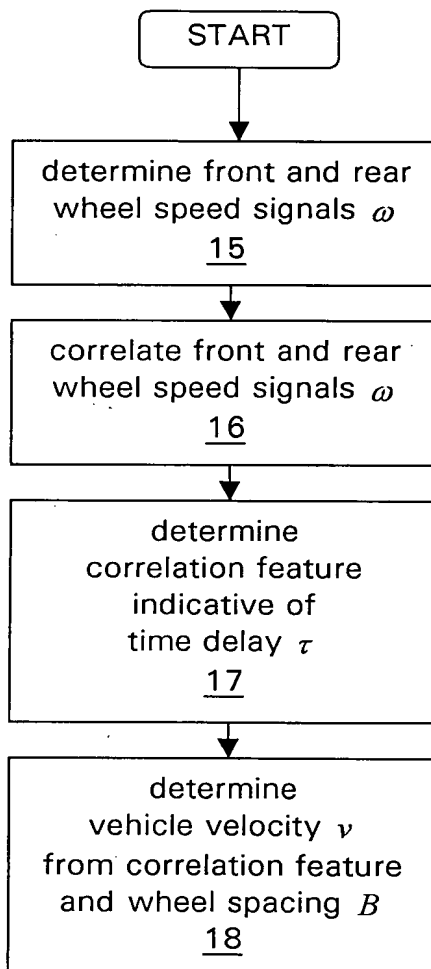 START
determine front and rear
wheel speed signals ω
15
correlate front and rear
wheel speed signals ω
16
determine
correlation feature
indicative of
time delay τ
17
determine
vehicle velocity v
from correlation feature
and wheel spacing B
18